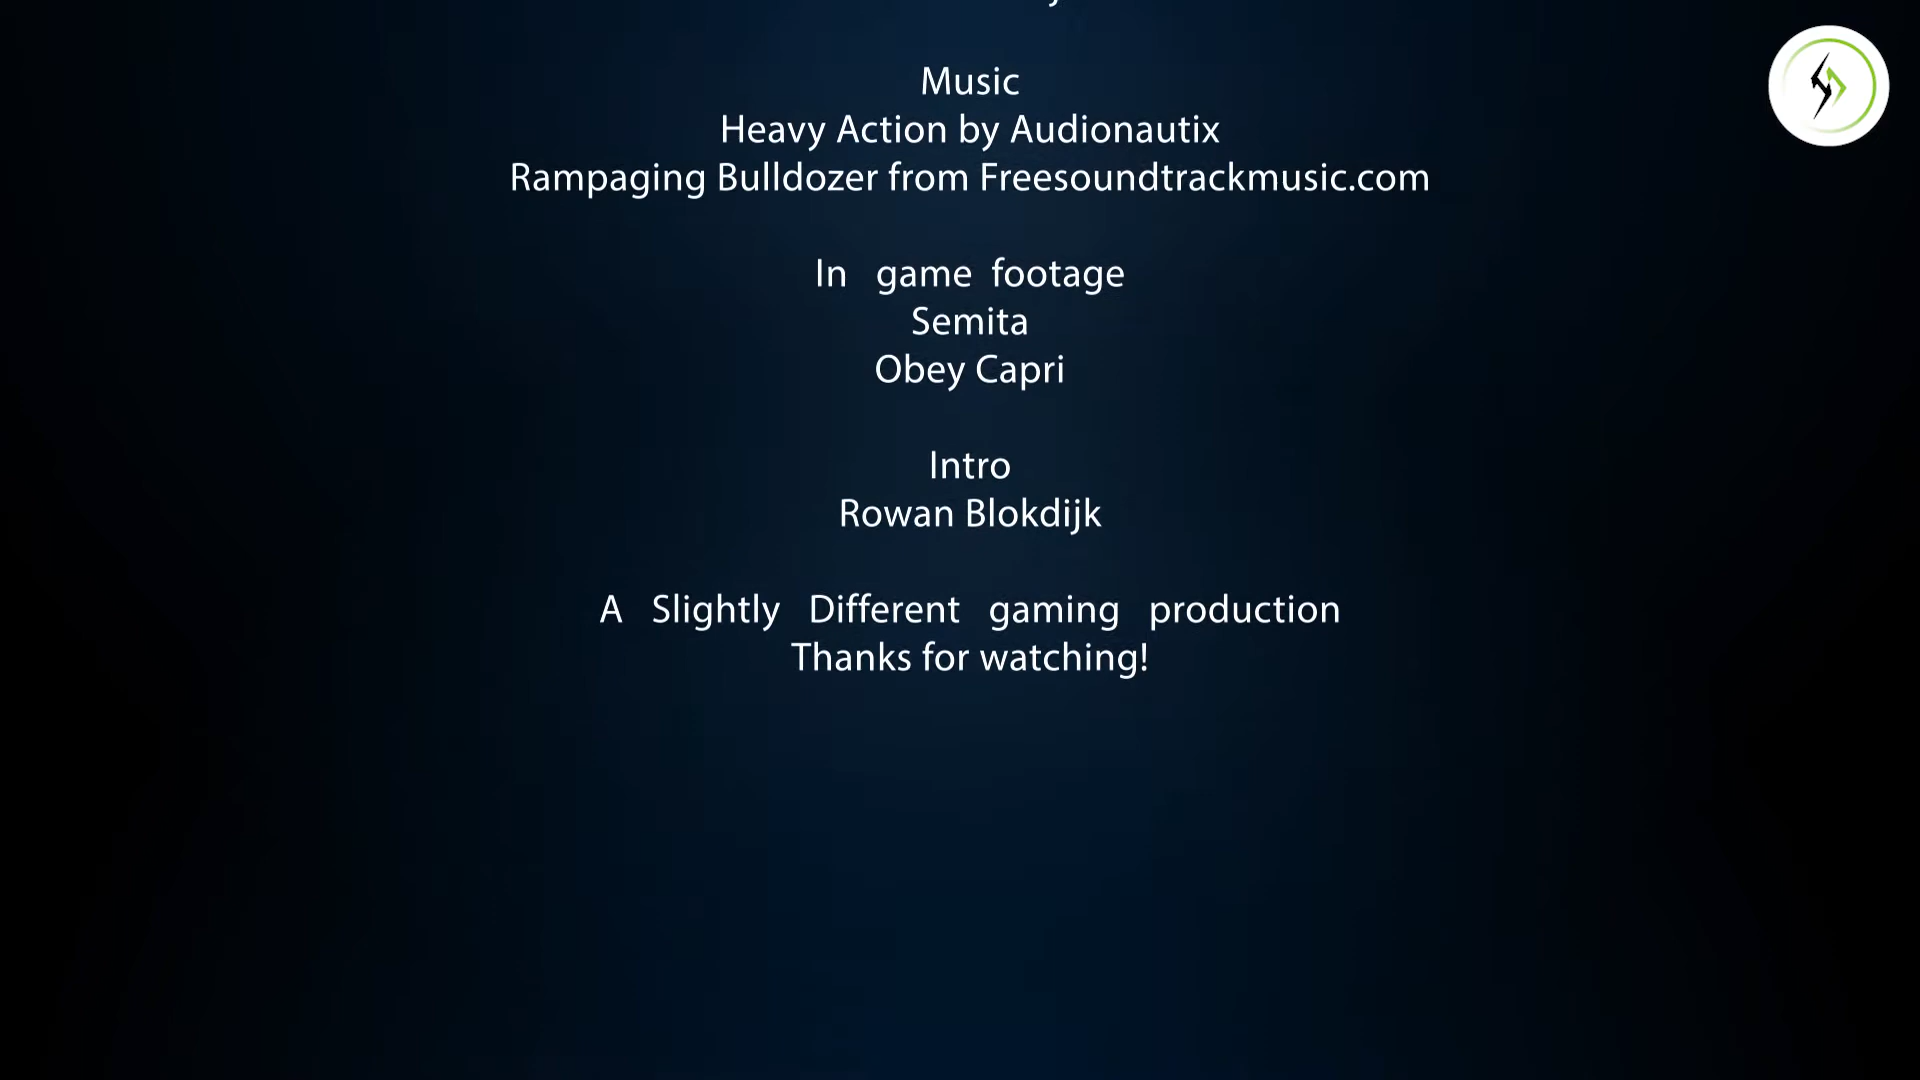 Music
Heavy Action by Audionautix
Rampaging Bulldozer from Freesoundtrackmusic.com
In game footage
Semita
Obey Capri
Intro
Rowan Blokdijk
A Slightly Different gaming production
Thanks for watching!